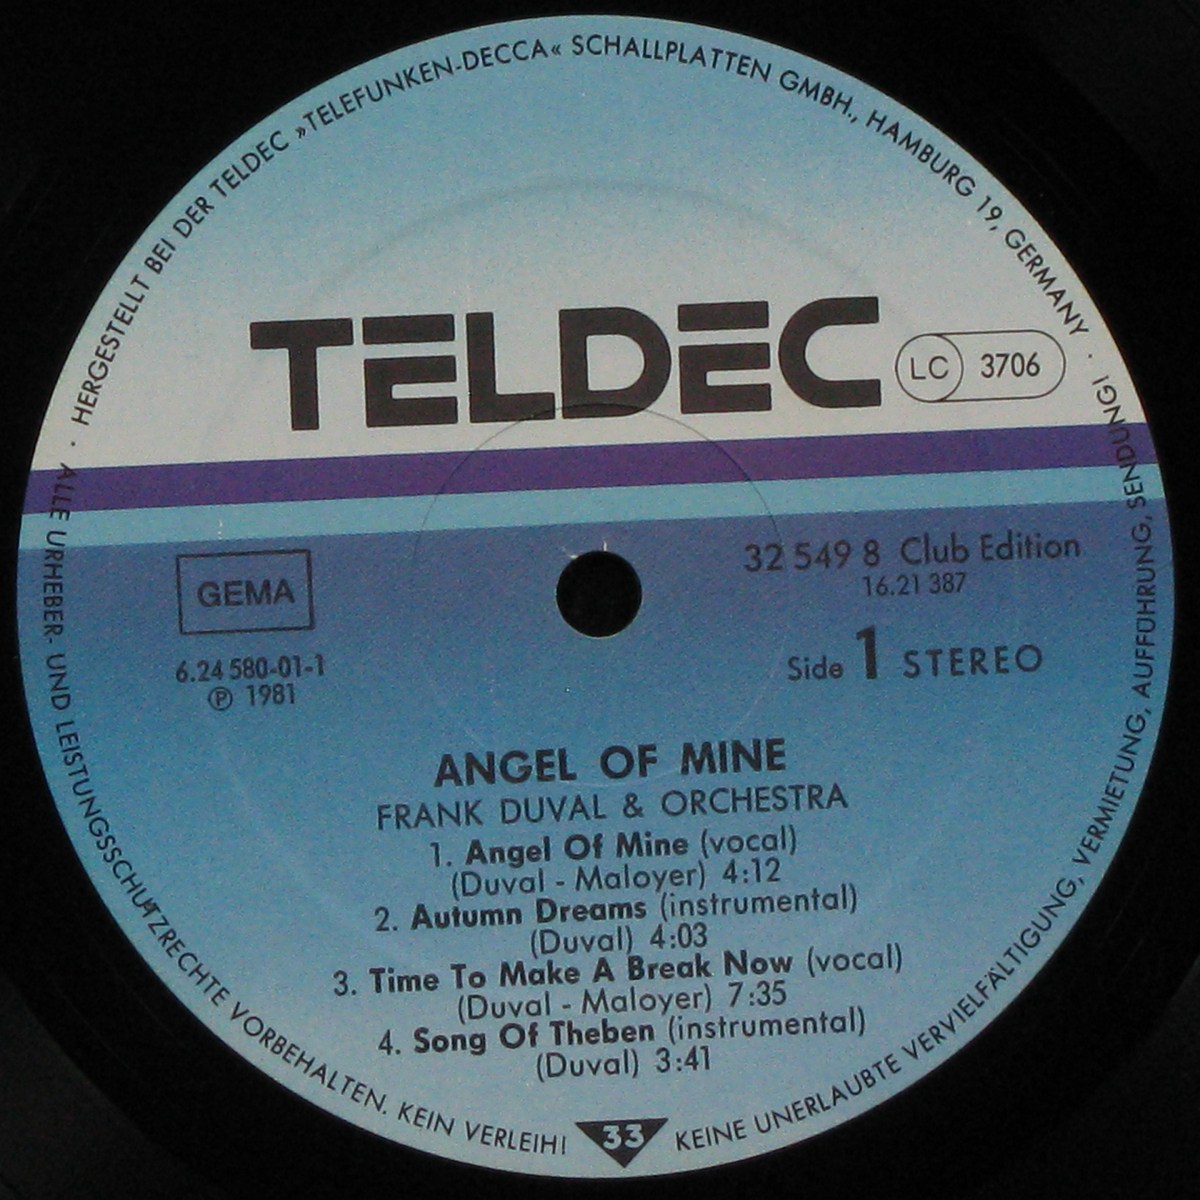 · HERGESTELLT BEI DER TELDEC »TELEFUNKEN-DECCA« SCHALLPLATTEN GMBH., HAMBURG 19, GERMANY ·
TELDEC
LC 3706
GEMA
32 549 8 Club Edition
16.21 387
6.24 580-01-1
Ⓟ 1981
Side 1 STEREO
ANGEL OF MINE
FRANK DUVAL & ORCHESTRA
1. Angel Of Mine (vocal)
(Duval - Maloyer) 4:12
2. Autumn Dreams (instrumental)
(Duval) 4:03
3. Time To Make A Break Now (vocal)
(Duval - Maloyer) 7:35
4. Song Of Theben (instrumental)
(Duval) 3:41
33
ALLE URHEBER- UND LEISTUNGSSCHUTZRECHTE VORBEHALTEN. KEIN VERLEIH! KEINE UNERLAUBTE VERVIELFÄLTIGUNG, VERMIETUNG, AUFFÜHRUNG, SENDUNG!